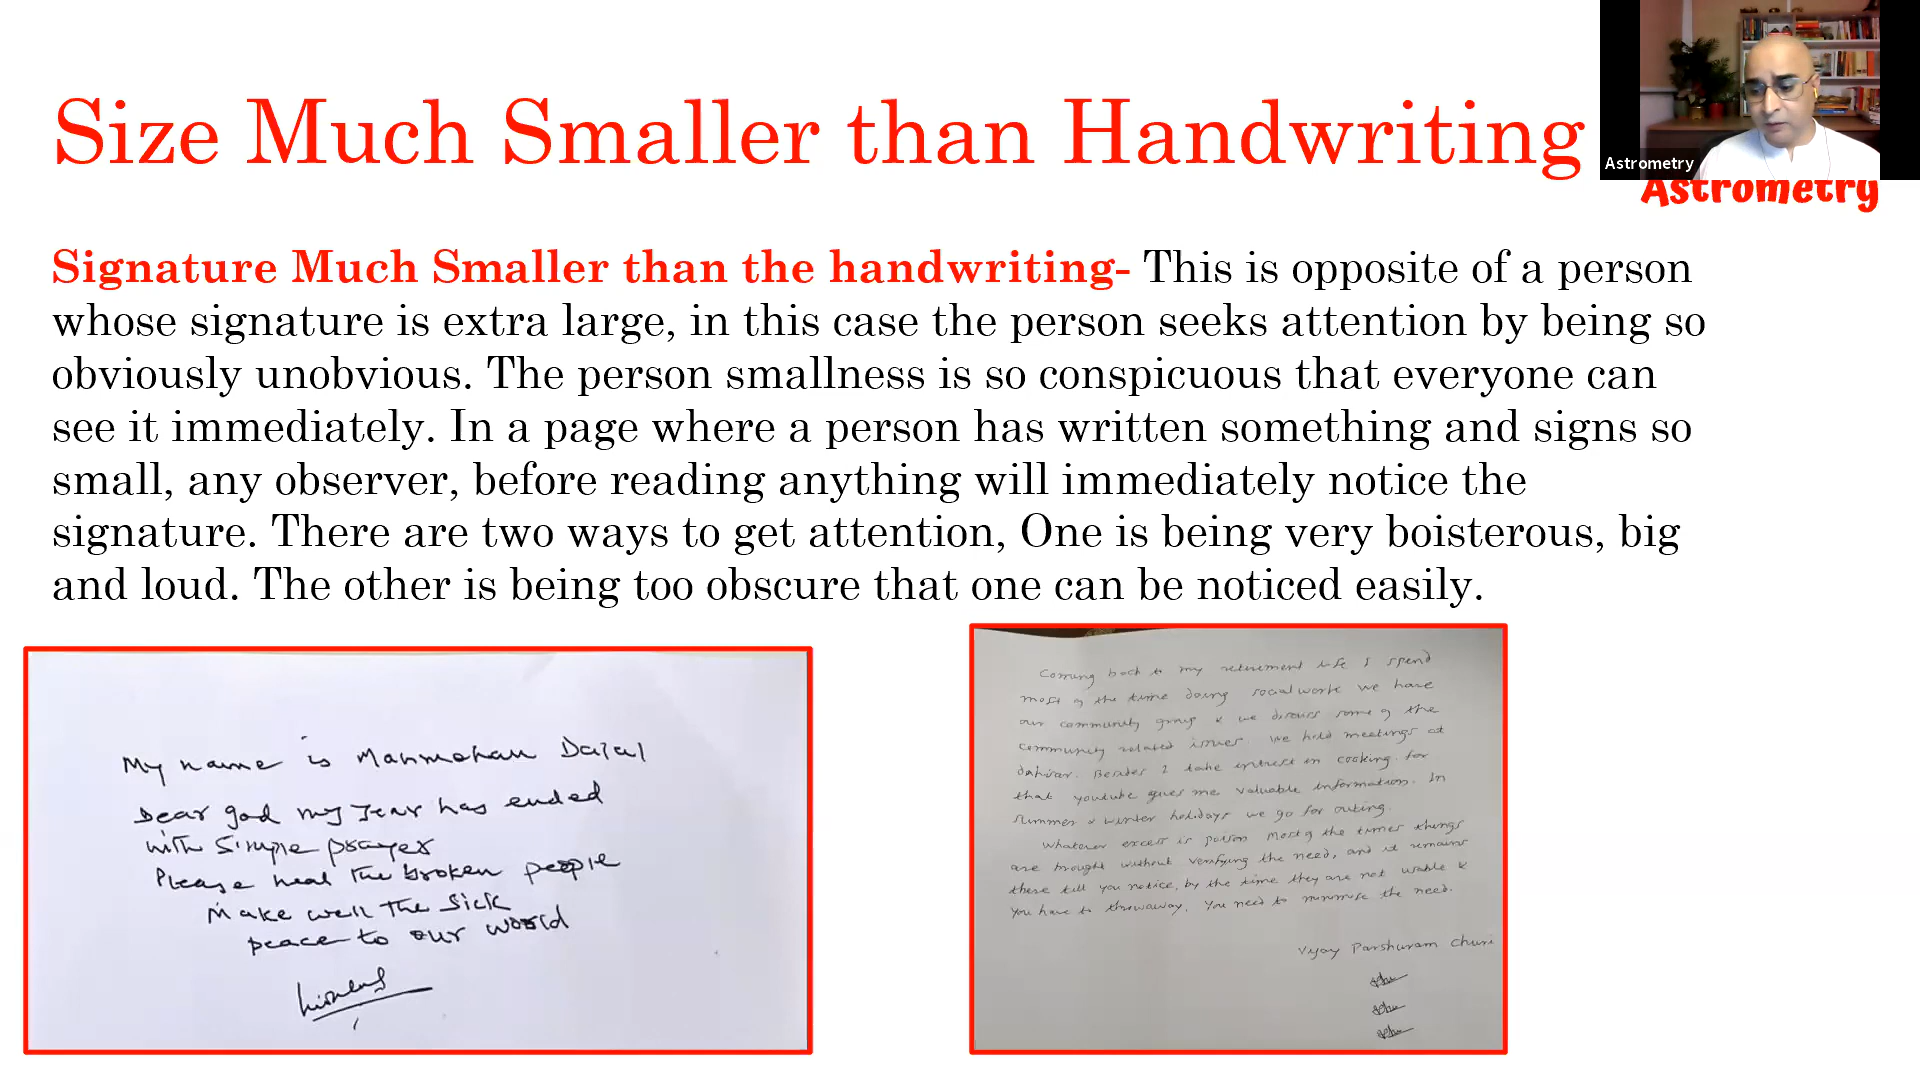 Size Much Smaller than Handwriting
Astrometry
Astrometry
Signature Much Smaller than the handwriting- This is opposite of a person
whose signature is extra large, in this case the person seeks attention by being so
obviously unobvious. The person smallness is so conspicuous that everyone can
see it immediately. In a page where a person has written something and signs so
small, any observer, before reading anything will immediately notice the
signature. There are two ways to get attention, One is being very boisterous, big
and loud. The other is being too obscure that one can be noticed easily.
My name is Manmohan Dalal
Dear god my year has ended
with simple prayer
Please heal the broken people
Make well the sick
peace to our world
Coming back to my retirement life I spend
most of the time doing social work we have
our community group & we discuss some of the
community related issues. We hold meetings at
dahisar. Besides I take intrest in cooking. for
that youtube gives me valuable information. In
summer & winter holidays we go for outing.
Whatever excess is poison Most of the times things
are brought without verifying the need, and it remains
there till you notice, by the time they are not usable &
You have to throwaway. You need to minimise the need.
Vijay Parshuram Churi